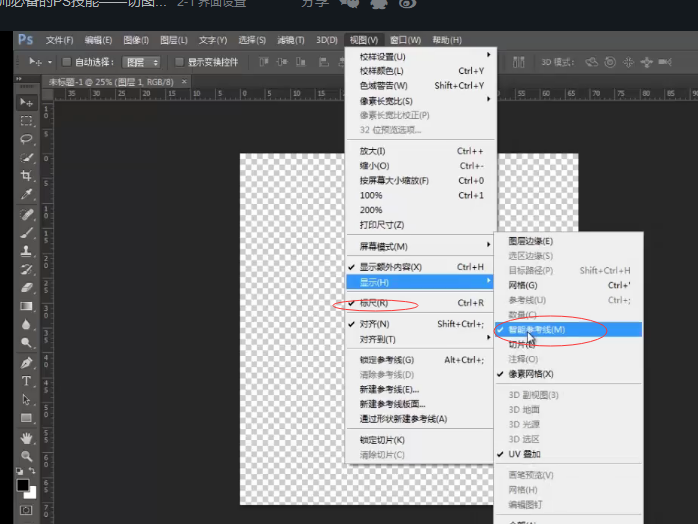 师必备的PS技能——切图... 2-1 界面设置 分享
Ps 文件(F) 编辑(E) 图像(I) 图层(L) 文字(Y) 选择(S) 滤镜(T) 3D(D) 视图(V) 窗口(W) 帮助(H)
自动选择: 图层 显示变换控件 3D 模式:
未标题-1 @ 25% (图层 1, RGB/8) ×
校样设置(U)
校样颜色(L) Ctrl+Y
色域警告(W) Shift+Ctrl+Y
像素长宽比(S)
像素长宽比校正(P)
32 位预览选项...
放大(I) Ctrl++
缩小(O) Ctrl+-
按屏幕大小缩放(F) Ctrl+0
100% Ctrl+1
200%
打印尺寸(Z)
屏幕模式(M)
显示额外内容(X) Ctrl+H
显示(H)
标尺(R) Ctrl+R
对齐(N) Shift+Ctrl+;
对齐到(T)
锁定参考线(G) Alt+Ctrl+;
清除参考线(D)
新建参考线(E)...
新建参考线版面...
通过形状新建参考线(A)
锁定切片(K)
清除切片(C)
图层边缘(E)
选区边缘(S)
目标路径(P) Shift+Ctrl+H
网格(G) Ctrl+'
参考线(U) Ctrl+;
数量(C)
智能参考线(M)
切片(L)
注释(O)
像素网格(X)
3D 副视图(3)
3D 地面
3D 光源
3D 选区
UV 叠加
画笔预览(V)
网格(H)
编辑图钉